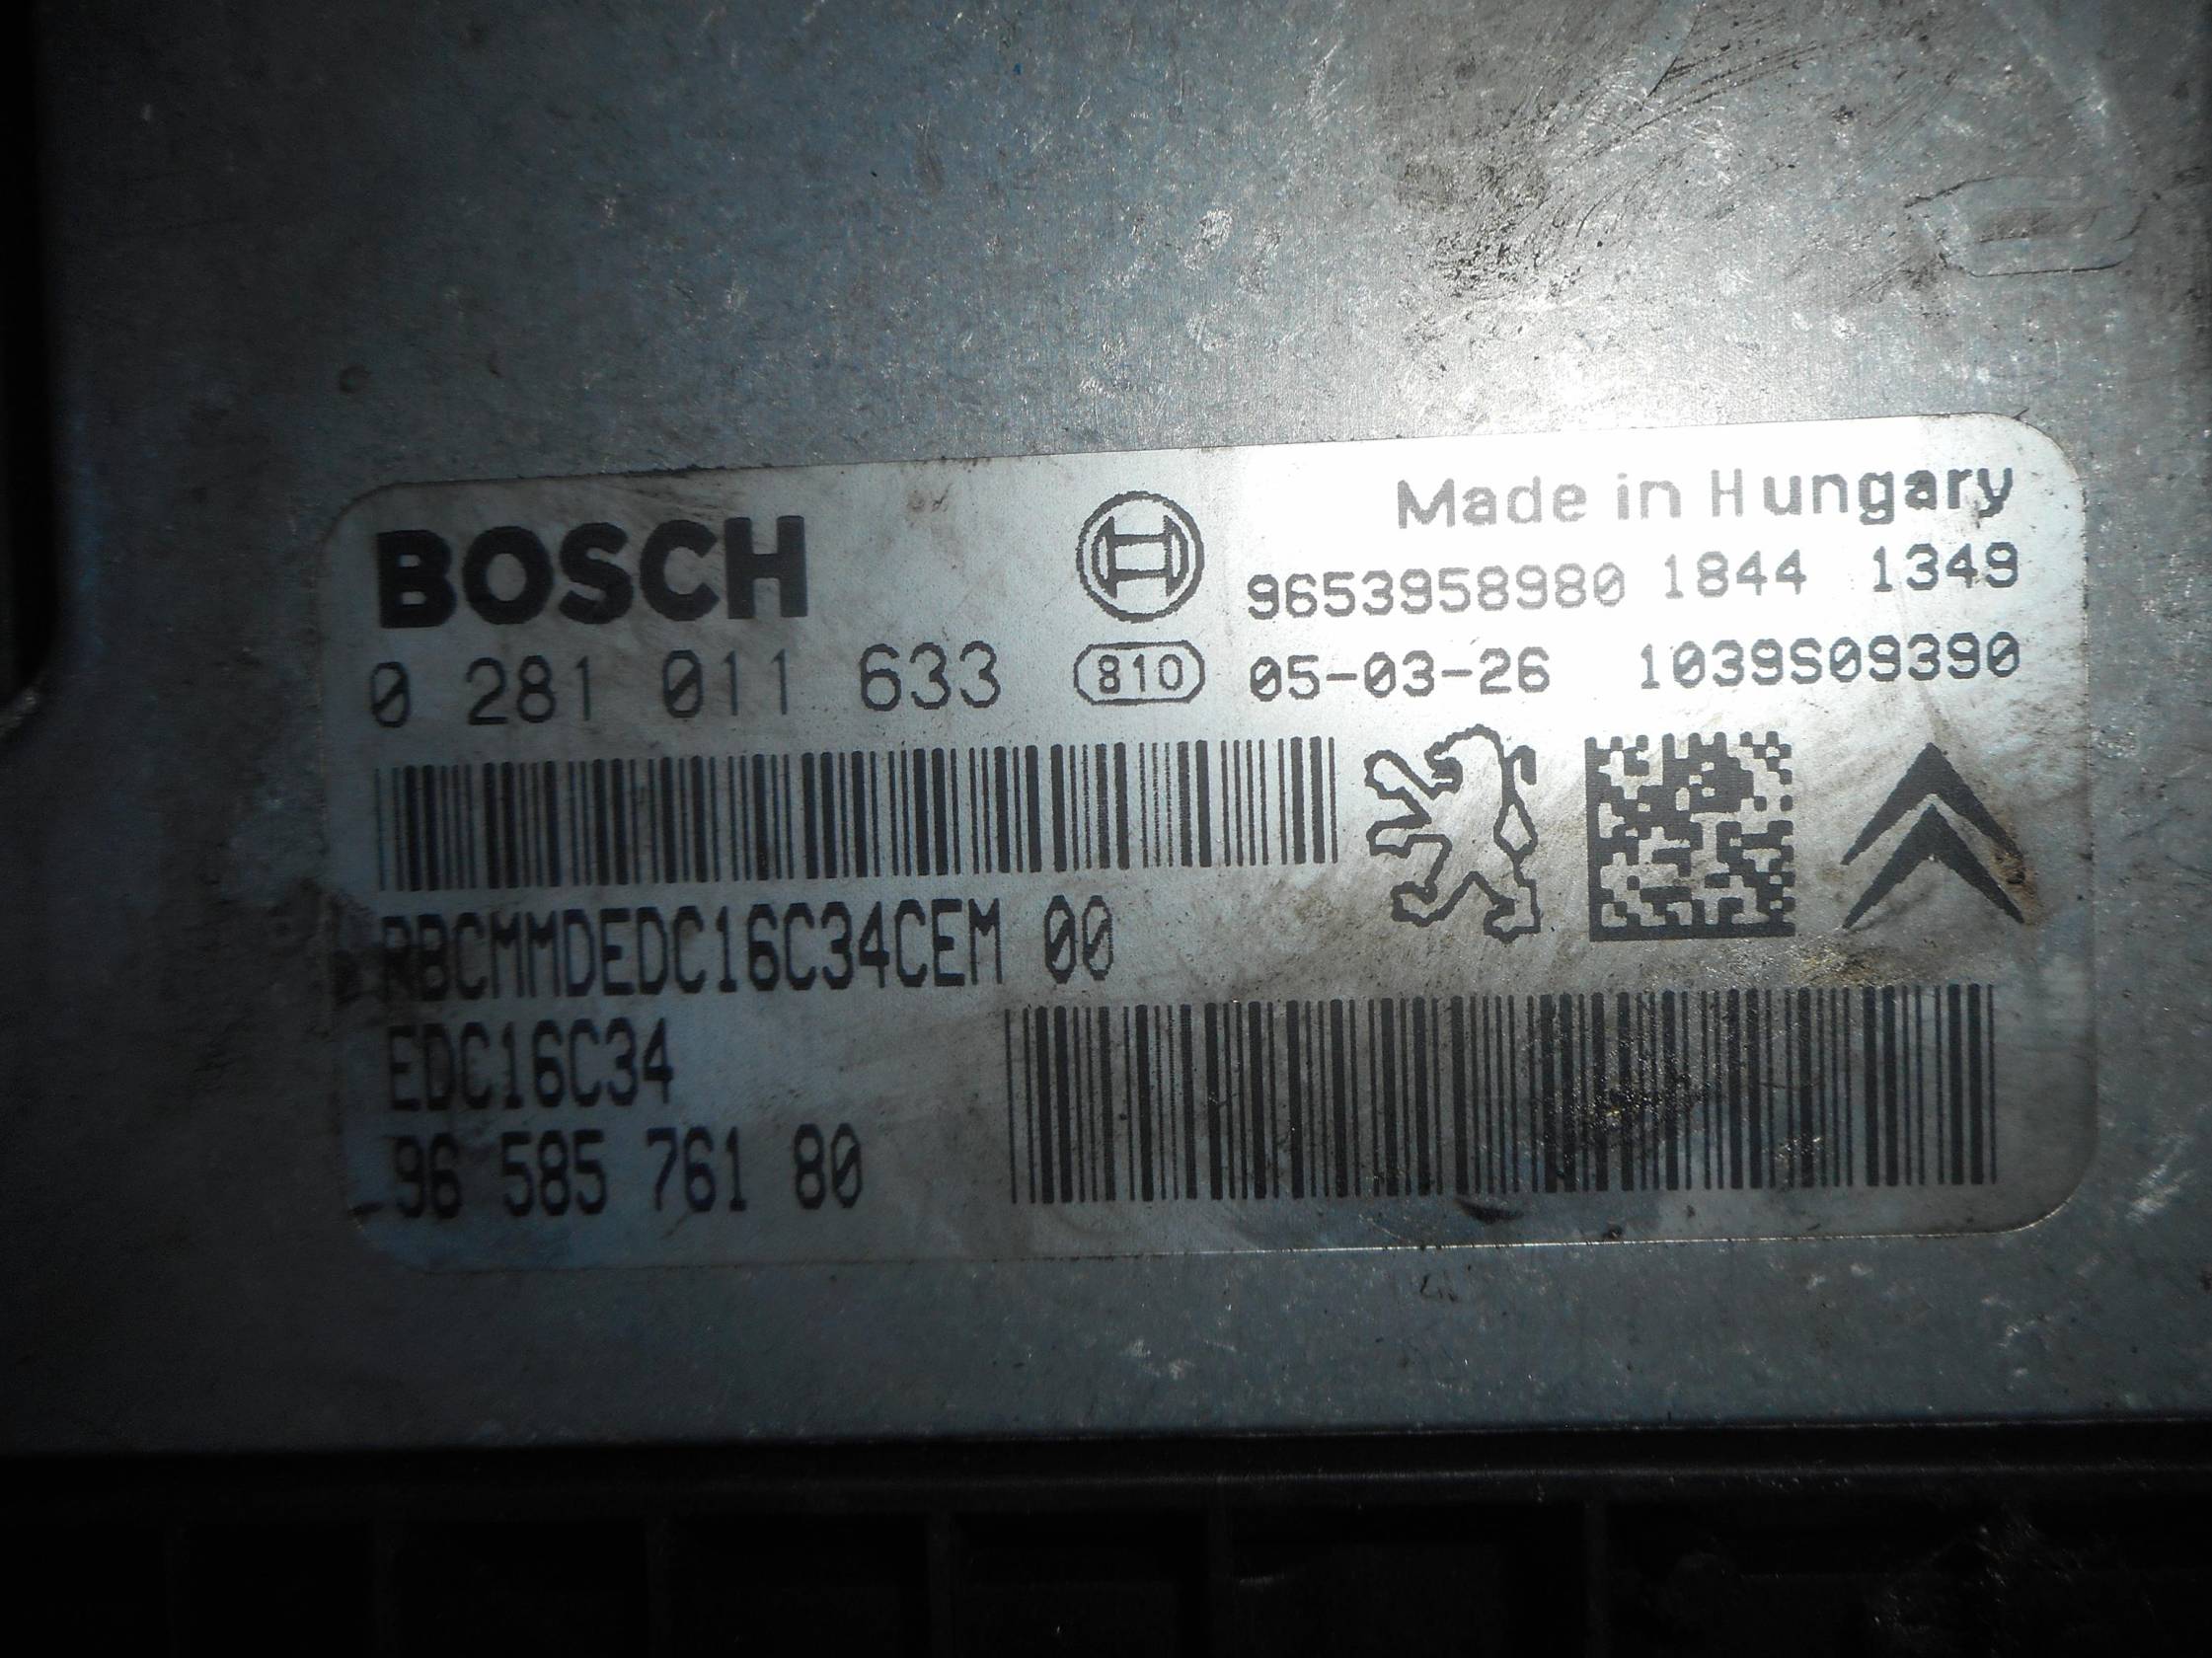 BOSCH
Made in Hungary
9653958980 1844 1349
0 281 011 633 810 05-03-26 1039S09390
RBCMMDEDC16C34CEM 00
EDC16C34
96 585 761 80